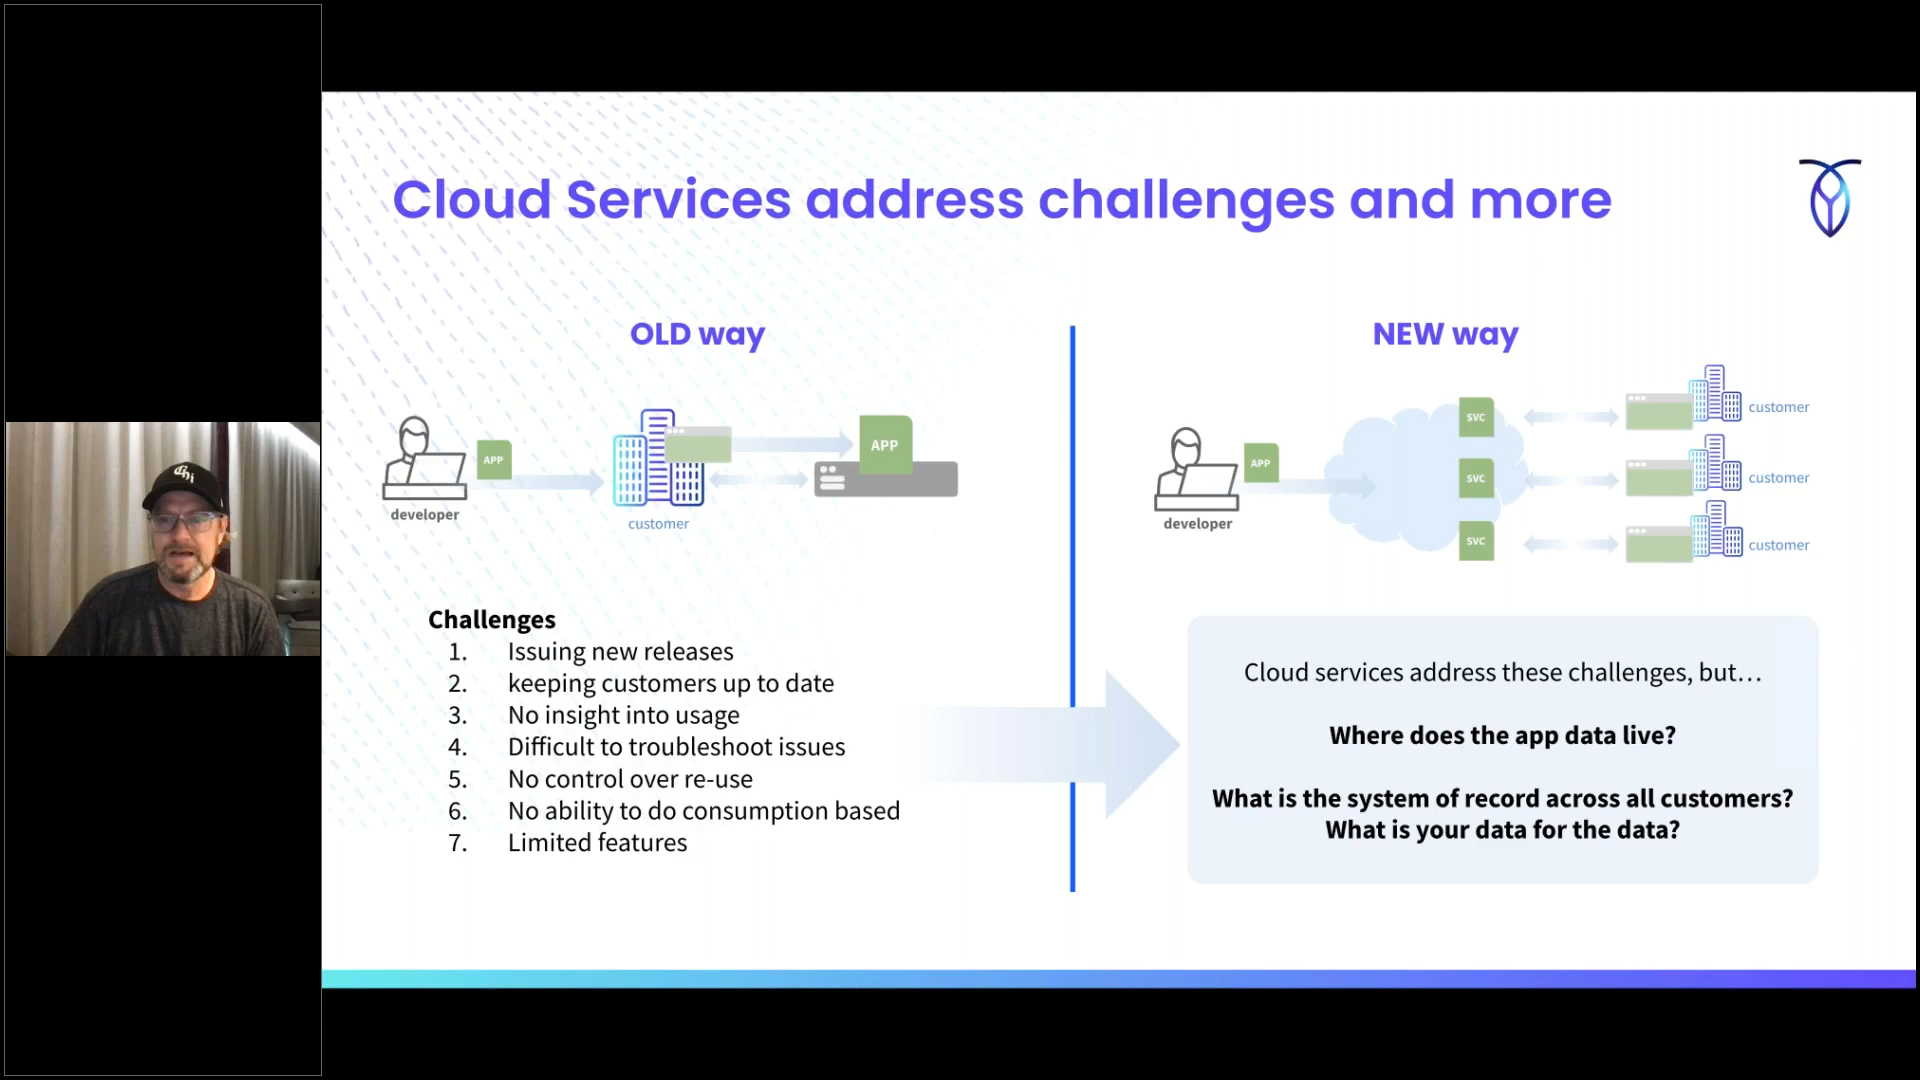 Cloud Services address challenges and more
OLD way
APP
developer
customer
APP
Challenges
1. Issuing new releases
2. keeping customers up to date
3. No insight into usage
4. Difficult to troubleshoot issues
5. No control over re-use
6. No ability to do consumption based
7. Limited features
NEW way
APP
developer
SVC
SVC
SVC
customer
customer
customer
Cloud services address these challenges, but…
Where does the app data live?
What is the system of record across all customers?
What is your data for the data?
Chi